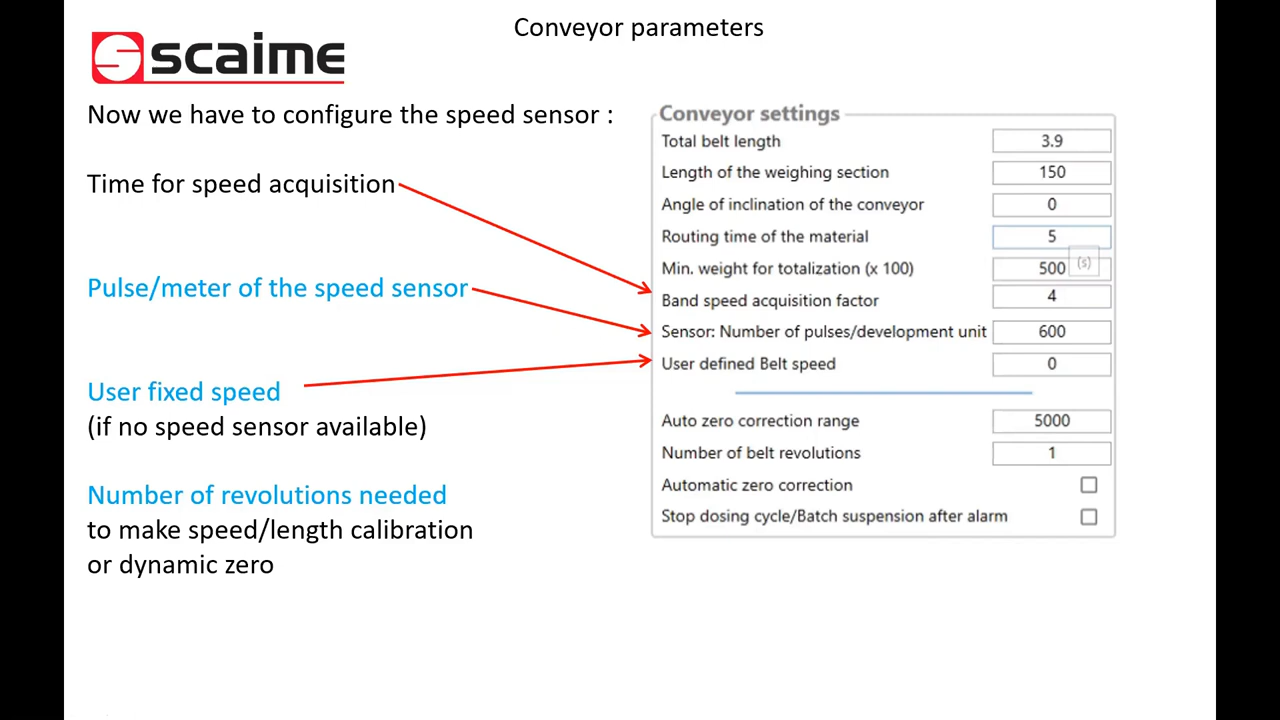 Conveyor parameters
scaime
Now we have to configure the speed sensor :
Time for speed acquisition
Pulse/meter of the speed sensor
User fixed speed
(if no speed sensor available)
Number of revolutions needed
to make speed/length calibration
or dynamic zero
Conveyor settings
Total belt length 3.9
Length of the weighing section 150
Angle of inclination of the conveyor 0
Routing time of the material 5
(s)
Min. weight for totalization (x 100) 500
Band speed acquisition factor 4
Sensor: Number of pulses/development unit 600
User defined Belt speed 0
Auto zero correction range 5000
Number of belt revolutions 1
Automatic zero correction
Stop dosing cycle/Batch suspension after alarm